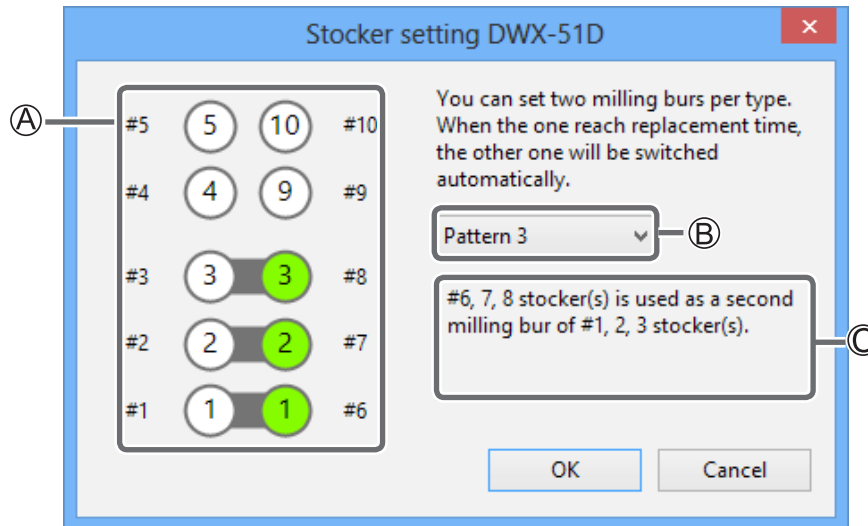 Stocker setting DWX-51D
×
A
#5 5 10 #10
#4 4 9 #9
#3 3 3 #8
#2 2 2 #7
#1 1 1 #6
You can set two milling burs per type.
When the one reach replacement time,
the other one will be switched
automatically.
Pattern 3
B
#6, 7, 8 stocker(s) is used as a second
milling bur of #1, 2, 3 stocker(s).
C
OK
Cancel